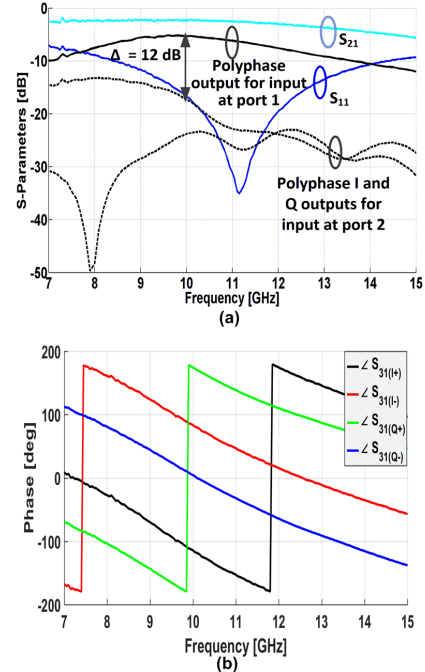 0
-10
-20
-30
-40
-50
S-Parameters [dB]
Δ = 12 dB
Polyphase
output for input
at port 1
S21
S11
Polyphase I and
Q outputs for
input at port 2
7 8 9 10 11 12 13 14 15
Frequency [GHz]
(a)
200
100
0
-100
-200
Phase [deg]
∠ S31(I+)
∠ S31(I-)
∠ S31(Q+)
∠ S31(Q-)
7 8 9 10 11 12 13 14 15
Frequency [GHz]
(b)